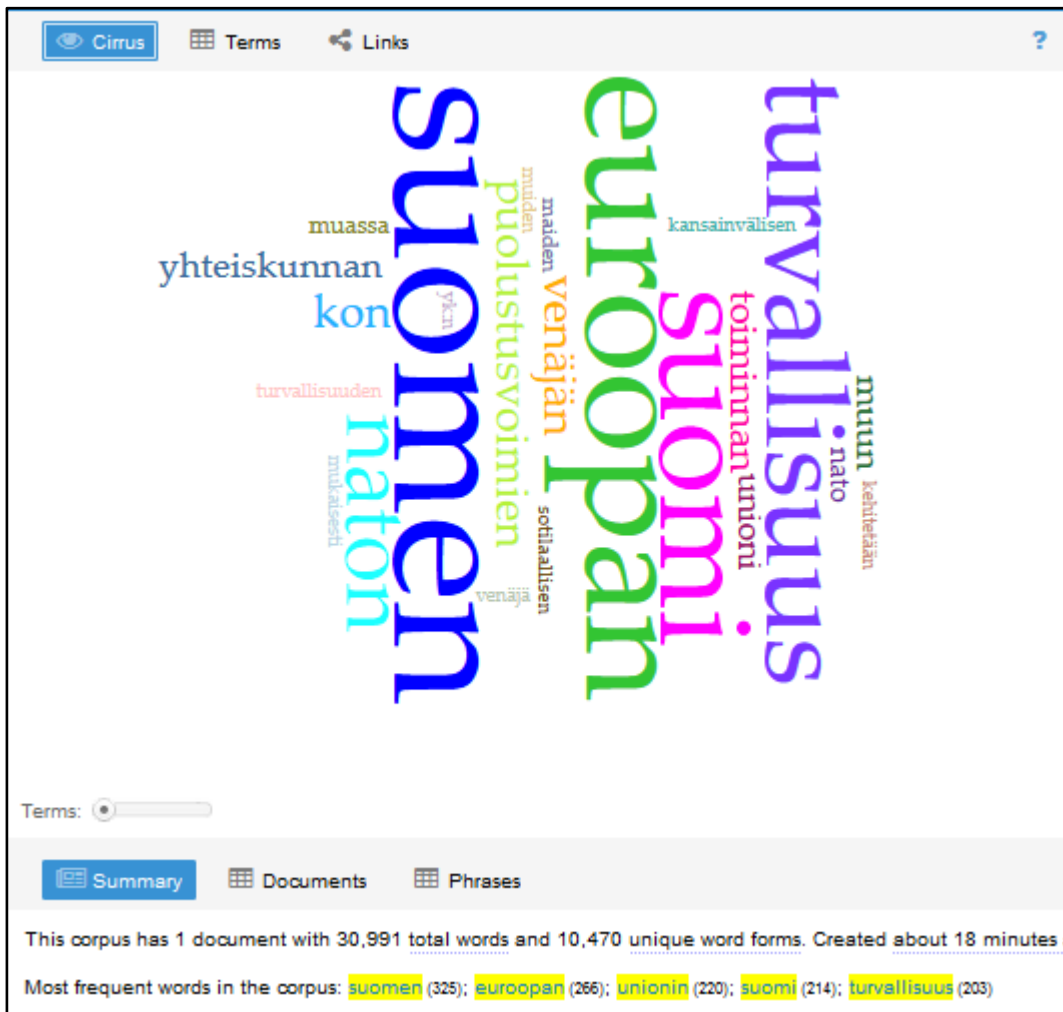 Cirrus Terms Links ?
suomen
europan
turvallisuus
muiden
puolustusvoimien
maiden
muassa
kansainvälisen
yhteiskunnan
venäjän
kon
yk:n
suomi
toiminnan
turvallisuuden
muun
naton
nato
mukaisesti
unioni
kehitetään
sotilaallisen
venäjä
Terms:
Summary Documents Phrases
This corpus has 1 document with 30,991 total words and 10,470 unique word forms. Created about 18 minutes
Most frequent words in the corpus: suomen (325); euroopan (266); unionin (220); suomi (214); turvallisuus (203)